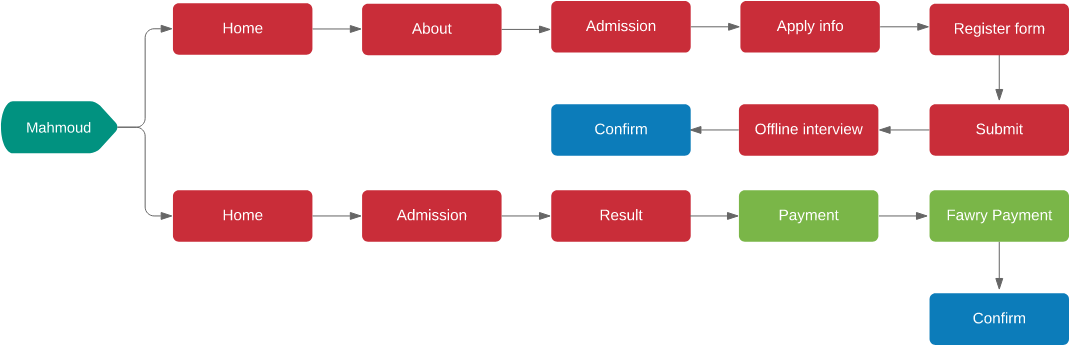 Home
About
Admission
Apply info
Register form
Mahmoud
Confirm
Offline interview
Submit
Home
Admission
Result
Payment
Fawry Payment
Confirm